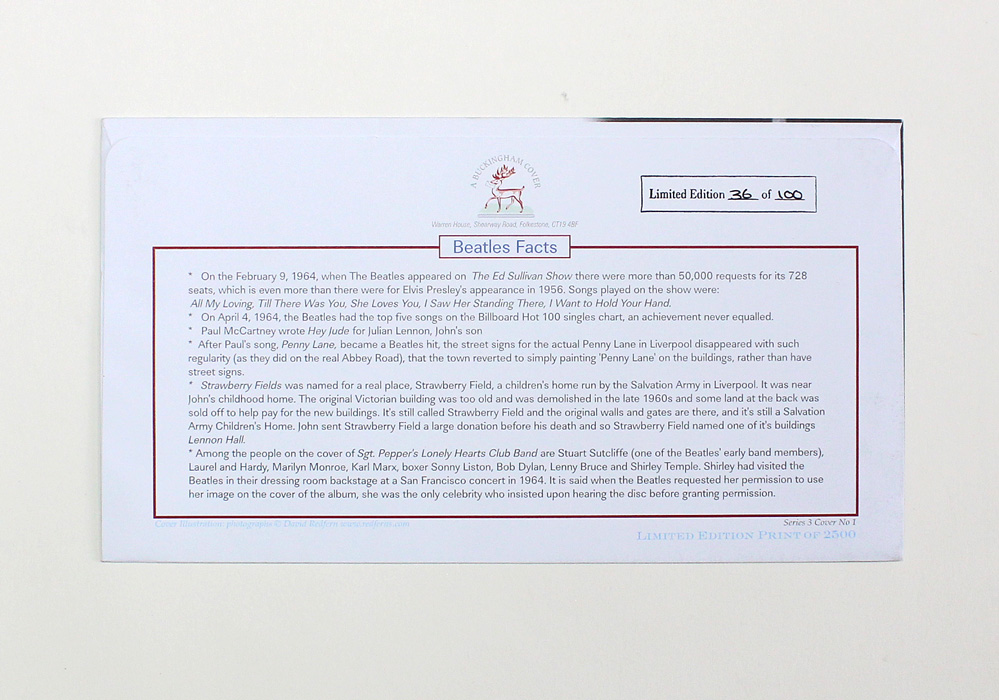 A BUCKINGHAM COVER
Limited Edition 36 of 100
Warren House, Shearway Road, Folkestone, CT19 4BF
Beatles Facts
* On the February 9, 1964, when The Beatles appeared on The Ed Sullivan Show there were more than 50,000 requests for its 728
seats, which is even more than there were for Elvis Presley's appearance in 1956. Songs played on the show were:
All My Loving, Till There Was You, She Loves You, I Saw Her Standing There, I Want to Hold Your Hand.
* On April 4, 1964, the Beatles had the top five songs on the Billboard Hot 100 singles chart, an achievement never equalled.
* Paul McCartney wrote Hey Jude for Julian Lennon, John's son
* After Paul's song, Penny Lane, became a Beatles hit, the street signs for the actual Penny Lane in Liverpool disappeared with such
regularity (as they did on the real Abbey Road), that the town reverted to simply painting 'Penny Lane' on the buildings, rather than have
street signs.
* Strawberry Fields was named for a real place, Strawberry Field, a children's home run by the Salvation Army in Liverpool. It was near
John's childhood home. The original Victorian building was too old and was demolished in the late 1960s and some land at the back was
sold off to help pay for the new buildings. It's still called Strawberry Field and the original walls and gates are there, and it's still a Salvation
Army Children's Home. John sent Strawberry Field a large donation before his death and so Strawberry Field named one of it's buildings
Lennon Hall.
* Among the people on the cover of Sgt. Pepper's Lonely Hearts Club Band are Stuart Sutcliffe (one of the Beatles' early band members),
Laurel and Hardy, Marilyn Monroe, Karl Marx, boxer Sonny Liston, Bob Dylan, Lenny Bruce and Shirley Temple. Shirley had visited the
Beatles in their dressing room backstage at a San Francisco concert in 1964. It is said when the Beatles requested her permission to use
her image on the cover of the album, she was the only celebrity who insisted upon hearing the disc before granting permission.
Cover Illustration: photographs © David Redfern www.redferns.com
Series 3 Cover No 1
LIMITED EDITION PRINT OF 2500